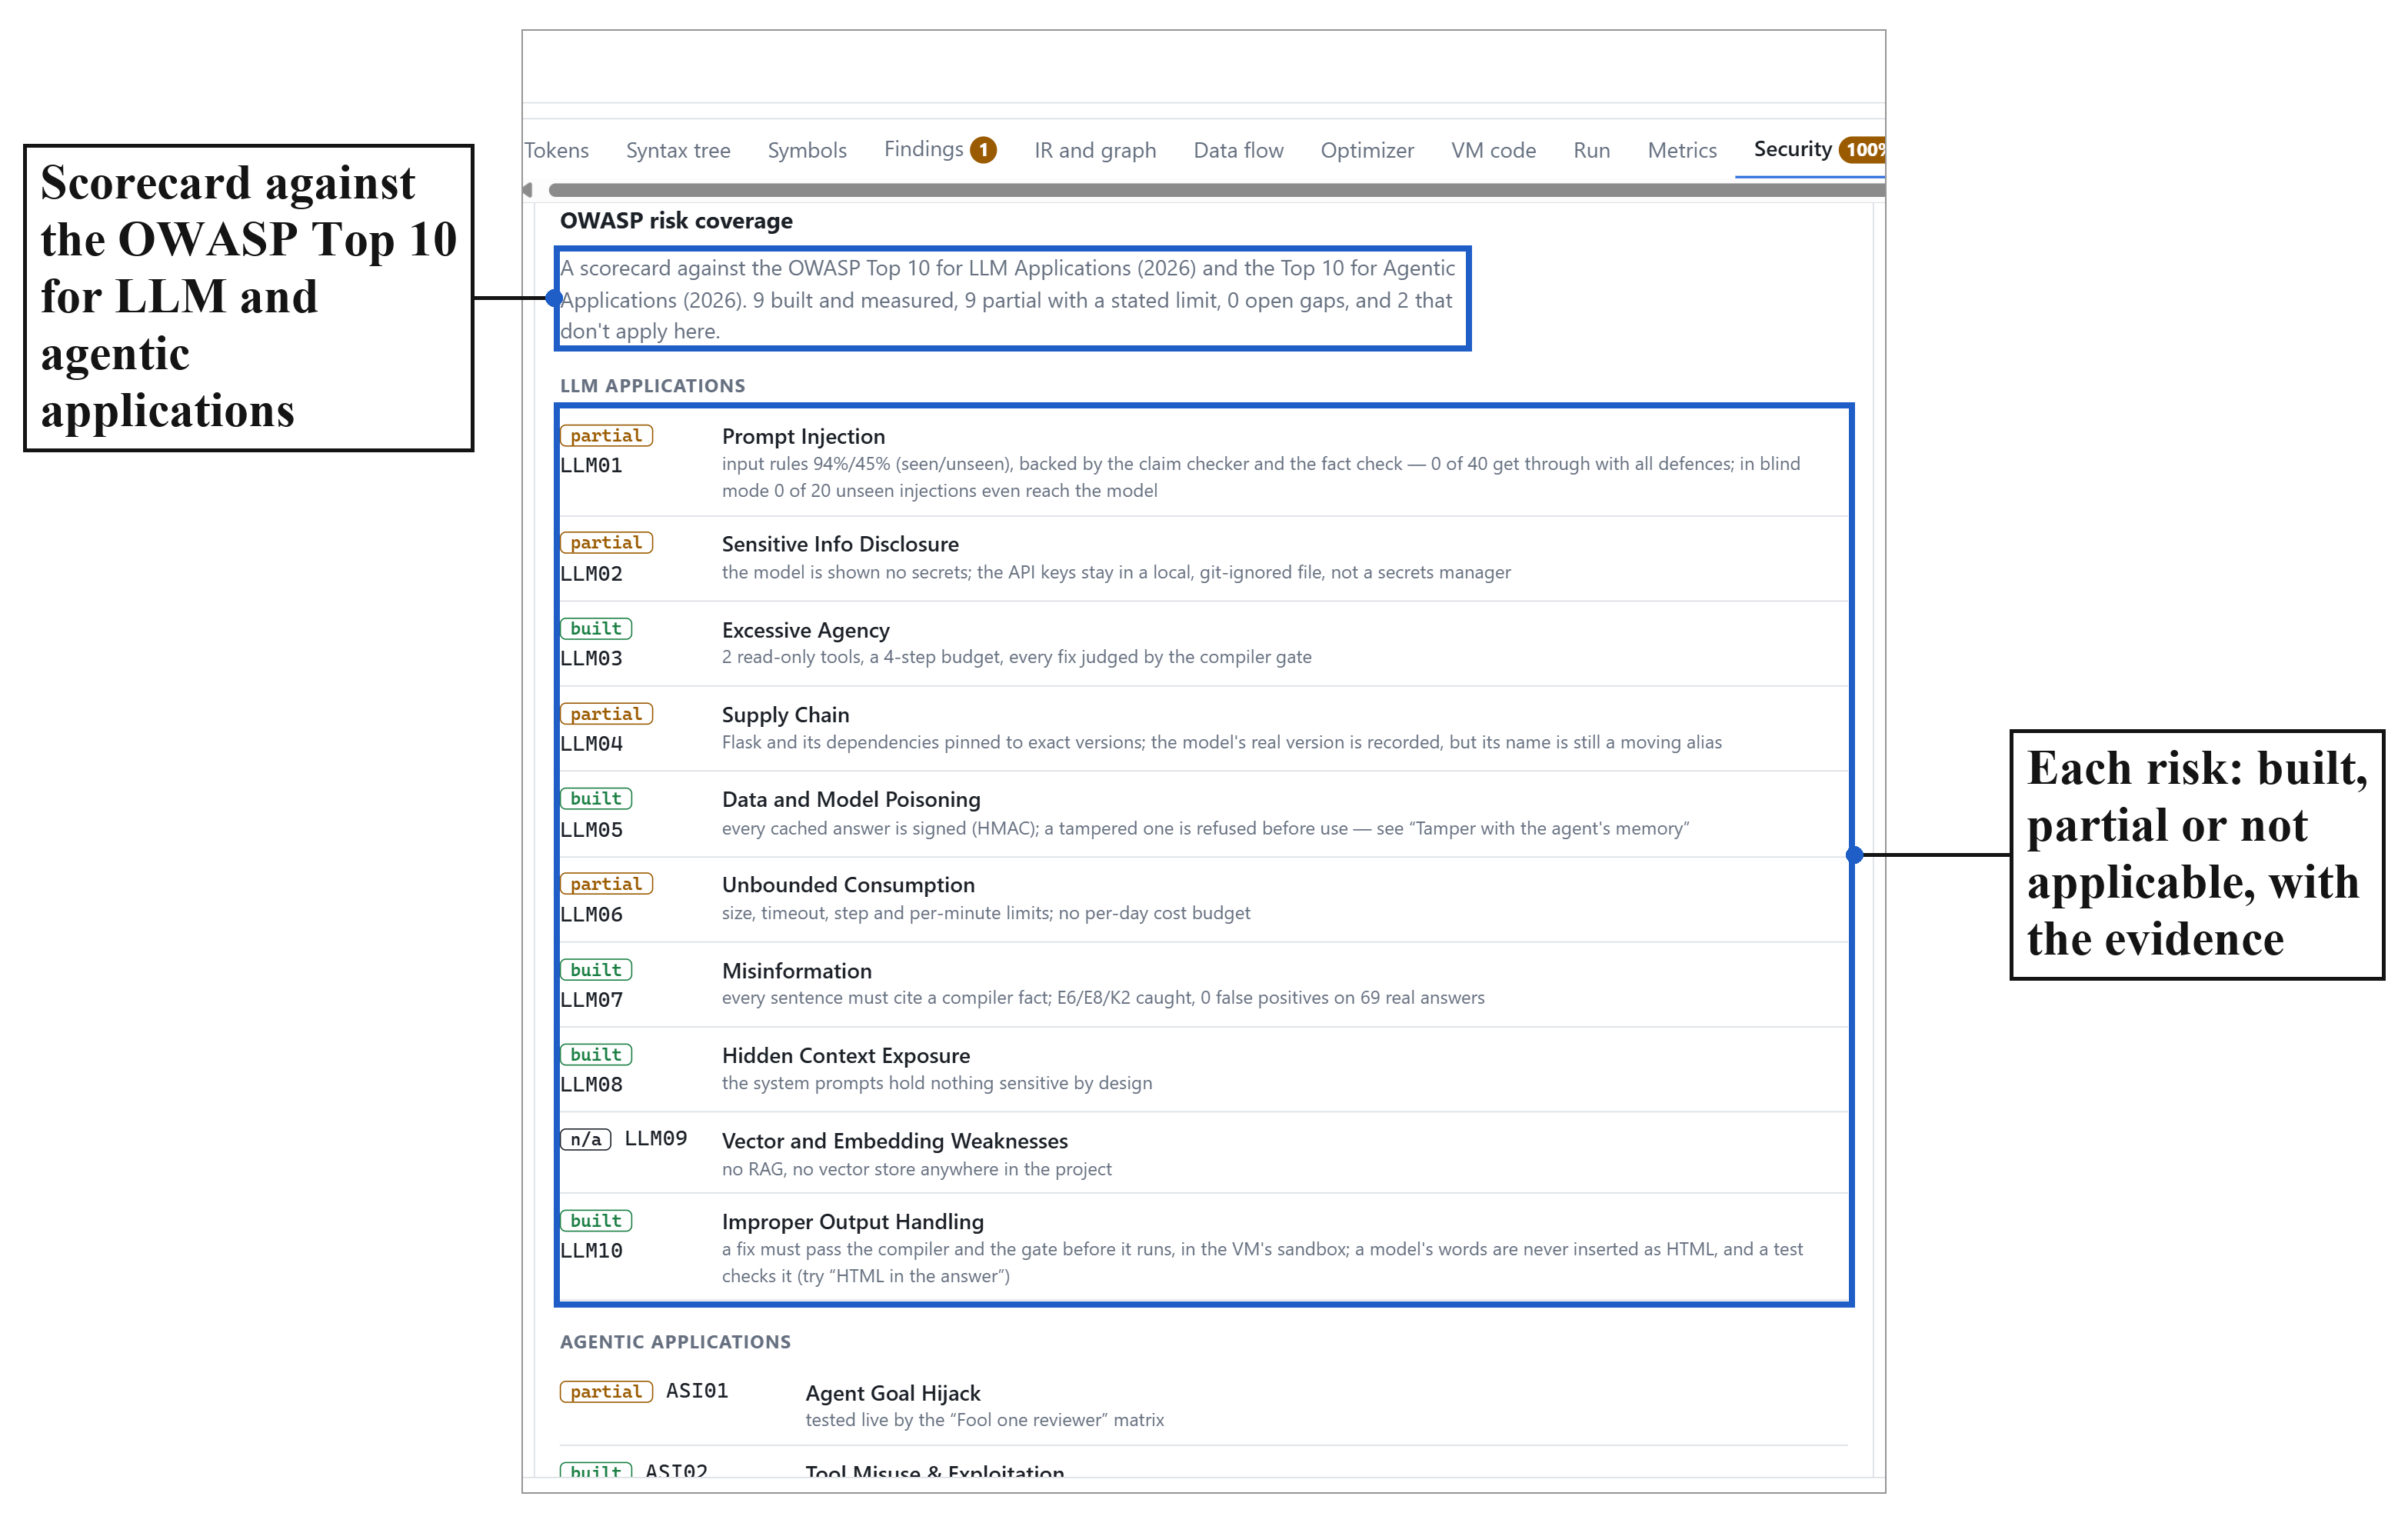 Scorecard against
the OWASP Top 10
for LLM and
agentic
applications
Tokens Syntax tree Symbols Findings 1 IR and graph Data flow Optimizer VM code Run Metrics Security 100%
OWASP risk coverage
A scorecard against the OWASP Top 10 for LLM Applications (2026) and the Top 10 for Agentic
Applications (2026). 9 built and measured, 9 partial with a stated limit, 0 open gaps, and 2 that
don't apply here.
LLM APPLICATIONS
partial Prompt Injection
LLM01 input rules 94%/45% (seen/unseen), backed by the claim checker and the fact check — 0 of 40 get through with all defences; in blind
mode 0 of 20 unseen injections even reach the model
partial Sensitive Info Disclosure
LLM02 the model is shown no secrets; the API keys stay in a local, git-ignored file, not a secrets manager
built Excessive Agency
LLM03 2 read-only tools, a 4-step budget, every fix judged by the compiler gate
partial Supply Chain
LLM04 Flask and its dependencies pinned to exact versions; the model's real version is recorded, but its name is still a moving alias
built Data and Model Poisoning
LLM05 every cached answer is signed (HMAC); a tampered one is refused before use — see “Tamper with the agent's memory”
partial Unbounded Consumption
LLM06 size, timeout, step and per-minute limits; no per-day cost budget
built Misinformation
LLM07 every sentence must cite a compiler fact; E6/E8/K2 caught, 0 false positives on 69 real answers
built Hidden Context Exposure
LLM08 the system prompts hold nothing sensitive by design
n/a LLM09 Vector and Embedding Weaknesses
no RAG, no vector store anywhere in the project
built Improper Output Handling
LLM10 a fix must pass the compiler and the gate before it runs, in the VM's sandbox; a model's words are never inserted as HTML, and a test
checks it (try “HTML in the answer”)
AGENTIC APPLICATIONS
partial ASI01 Agent Goal Hijack
tested live by the “Fool one reviewer” matrix
built ASI02 Tool Misuse & Exploitation
Each risk: built,
partial or not
applicable, with
the evidence